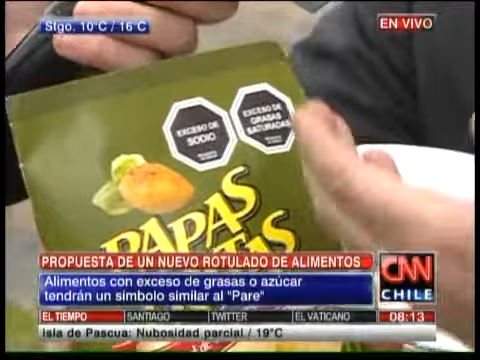 Stgo. 10°C / 16°C
EN VIVO
EXCESO DE
SODIO
EXCESO DE
GRASAS
SATURADAS
PAPAS
PROPUESTA DE UN NUEVO ROTULADO DE ALIMENTOS
Alimentos con exceso de grasas o azúcar
tendrán un símbolo similar al "Pare"
CNN
CHILE
EL TIEMPO
SANTIAGO
TWITTER
EL VATICANO
08:13
Isla de Pascua: Nubosidad parcial / 19°C